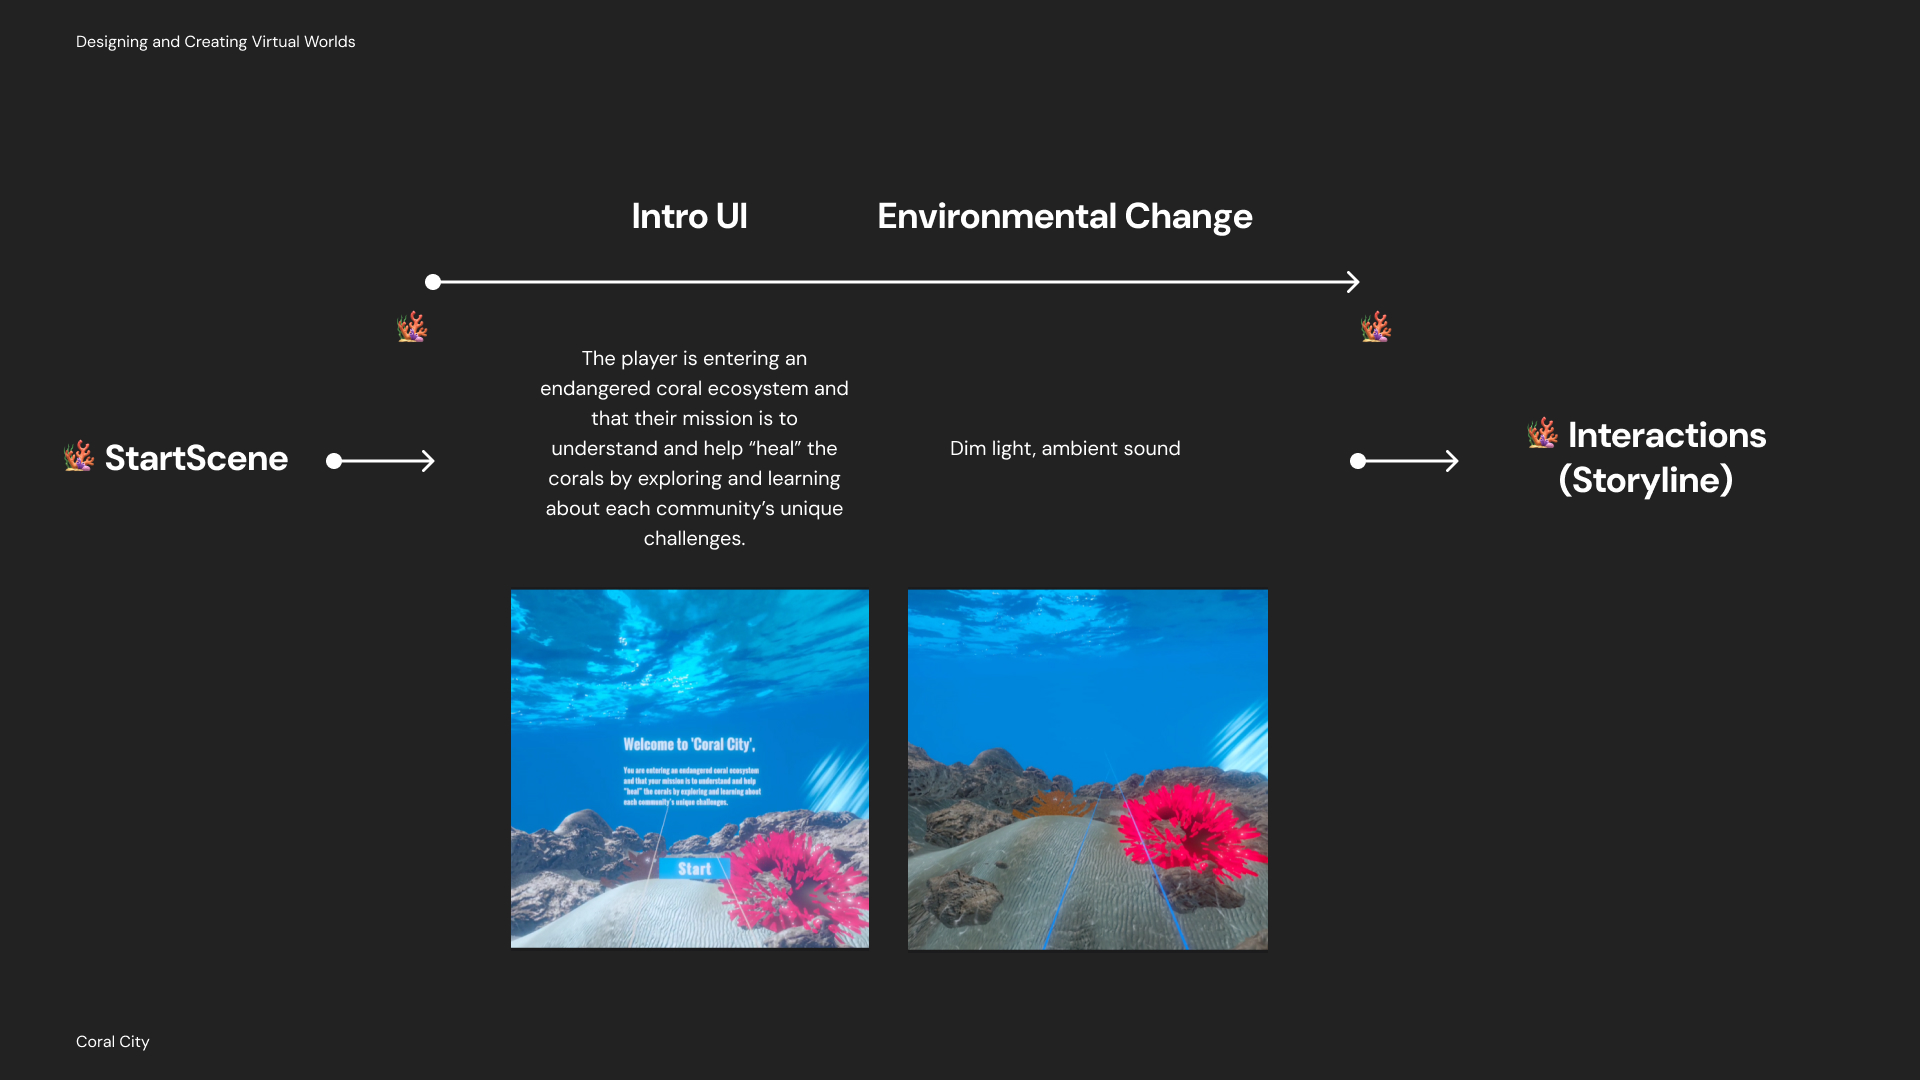 Designing and Creating Virtual Worlds
Intro UI
Environmental Change
StartScene
The player is entering an
endangered coral ecosystem and
that their mission is to
understand and help “heal” the
corals by exploring and learning
about each community’s unique
challenges.
Dim light, ambient sound
Interactions
(Storyline)
Welcome to 'Coral City',
You are entering an endangered coral ecosystem
and that your mission is to understand and help
"heal" the corals by exploring and learning about
each community's unique challenges.
Start
Coral City